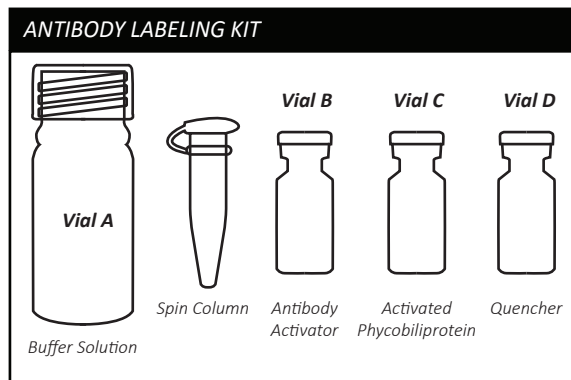 ANTIBODY LABELING KIT
Vial B
Vial C
Vial D
Vial A
Spin Column
Antibody
Activator
Activated
Phycobiliprotein
Quencher
Buffer Solution